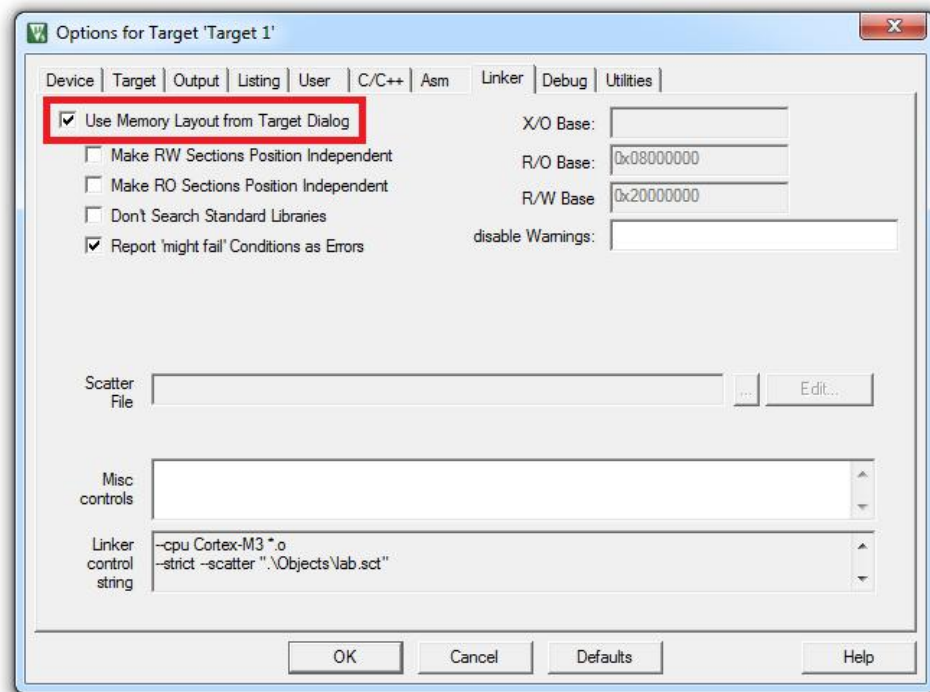 Options for Target 'Target 1'
Device Target Output Listing User C/C++ Asm Linker Debug Utilities
Use Memory Layout from Target Dialog
Make RW Sections Position Independent
Make RO Sections Position Independent
Don't Search Standard Libraries
Report 'might fail' Conditions as Errors
X/O Base:
R/O Base: 0x08000000
R/W Base 0x20000000
disable Warnings:
Scatter
File
... Edit...
Misc
controls
Linker
control
string
--cpu Cortex-M3 *.o
--strict --scatter ".\Objects\lab.sct"
OK Cancel Defaults Help